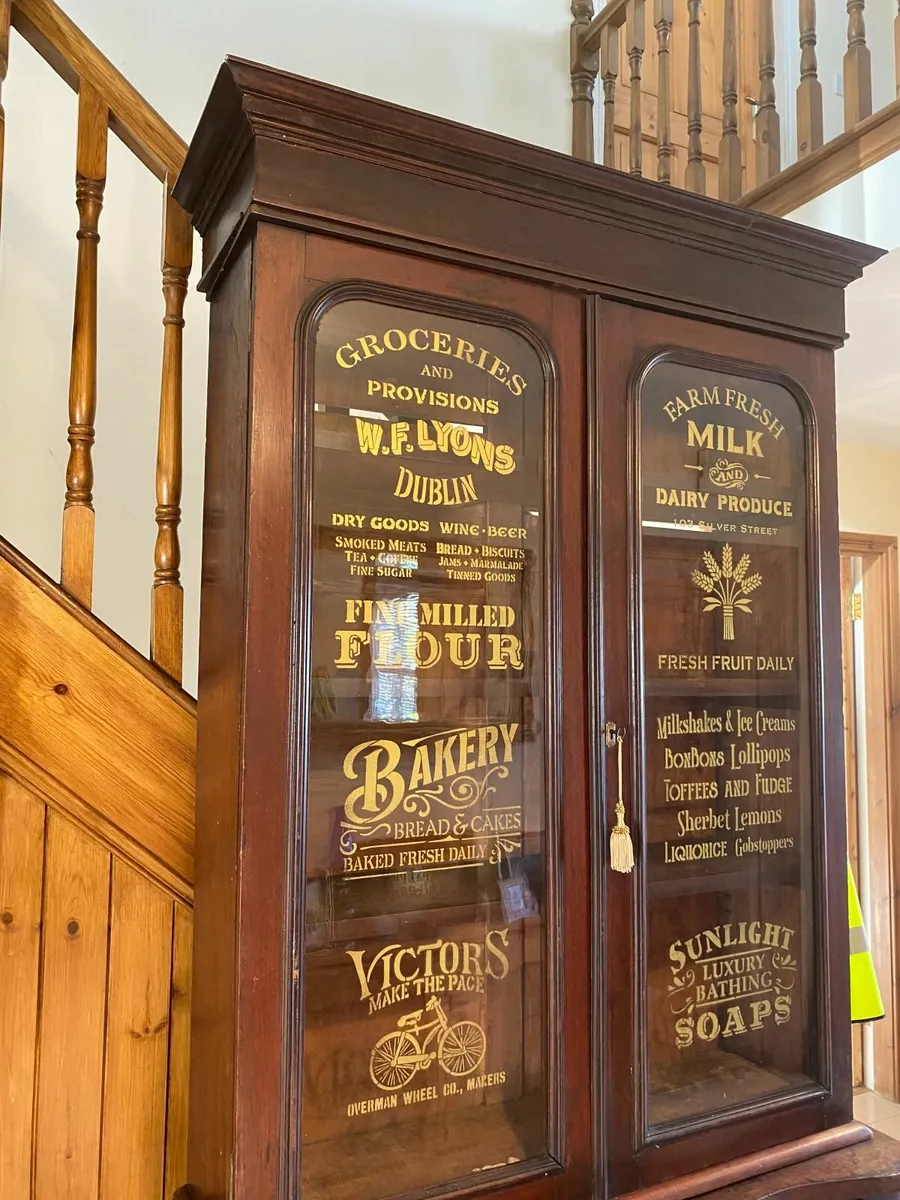 GROCERIES
AND
PROVISIONS
W.F. LYONS
DUBLIN
DRY GOODS WINE • BEER
SMOKED MEATS BREAD • BISCUITS
TEA • COFFEE JAMS • MARMALADE
FINE SUGAR TINNED GOODS
FINE MILLED
FLOUR
BAKERY
BREAD & CAKES
BAKED FRESH DAILY
VICTORS
MAKE THE PACE
OVERMAN WHEEL CO., MAKERS
FARM FRESH
MILK
AND
DAIRY PRODUCE
103 SILVER STREET
FRESH FRUIT DAILY
Milkshakes & Ice Creams
BonBons Lollipops
TOFFEES AND FUDGE
Sherbet Lemons
LIQUORICE Gobstoppers
SUNLIGHT
LUXURY
BATHING
SOAPS